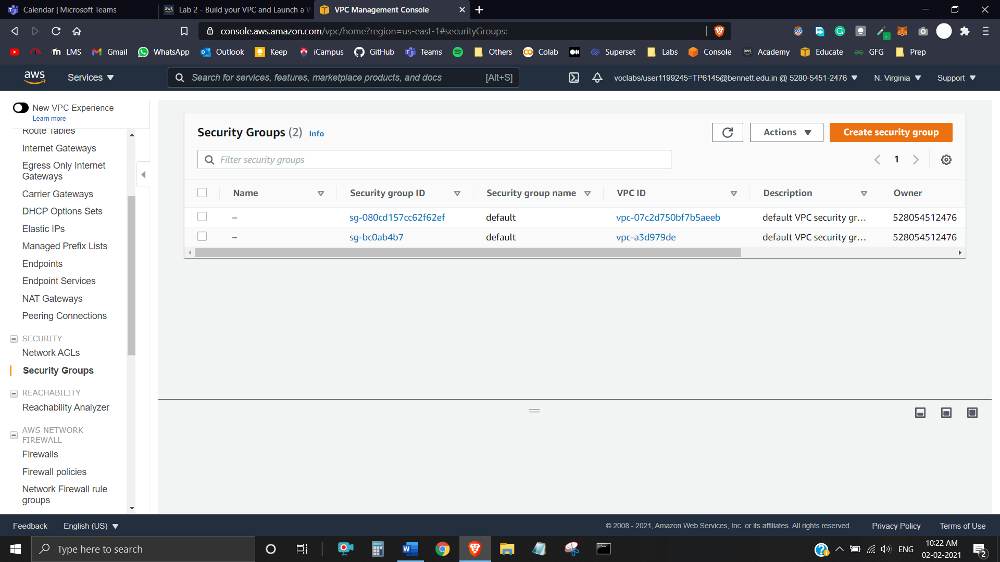 Calendar | Microsoft Teams
aws Lab 2 - Build your VPC and Launch a W
VPC Management Console
console.aws.amazon.com/vpc/home?region=us-east-1#securityGroups:
LMS Gmail WhatsApp Outlook Keep iCampus GitHub Teams Others Colab Superset Labs Console Academy Educate GFG Prep
aws Services Search for services, features, marketplace products, and docs [Alt+S] voclabs/user1199245=TP6145@bennett.edu.in @ 5280-5451-2476 N. Virginia Support
New VPC Experience
Learn more
Route Tables
Internet Gateways
Egress Only Internet
Gateways
Carrier Gateways
DHCP Options Sets
Elastic IPs
Managed Prefix Lists
Endpoints
Endpoint Services
NAT Gateways
Peering Connections
SECURITY
Network ACLs
Security Groups
REACHABILITY
Reachability Analyzer
AWS NETWORK
FIREWALL
Firewalls
Firewall policies
Network Firewall rule
groups
Security Groups (2) Info
Actions
Create security group
Filter security groups
1
Name Security group ID Security group name VPC ID Description Owner
– sg-080cd157cc62f62ef default vpc-07c2d750bf7b5aeeb default VPC security gr... 528054512476
– sg-bc0ab4b7 default vpc-a3d979de default VPC security gr... 528054512476
Feedback English (US) © 2008 - 2021, Amazon Web Services, Inc. or its affiliates. All rights reserved. Privacy Policy Terms of Use
Type here to search
ENG
10:22 AM
02-02-2021
2